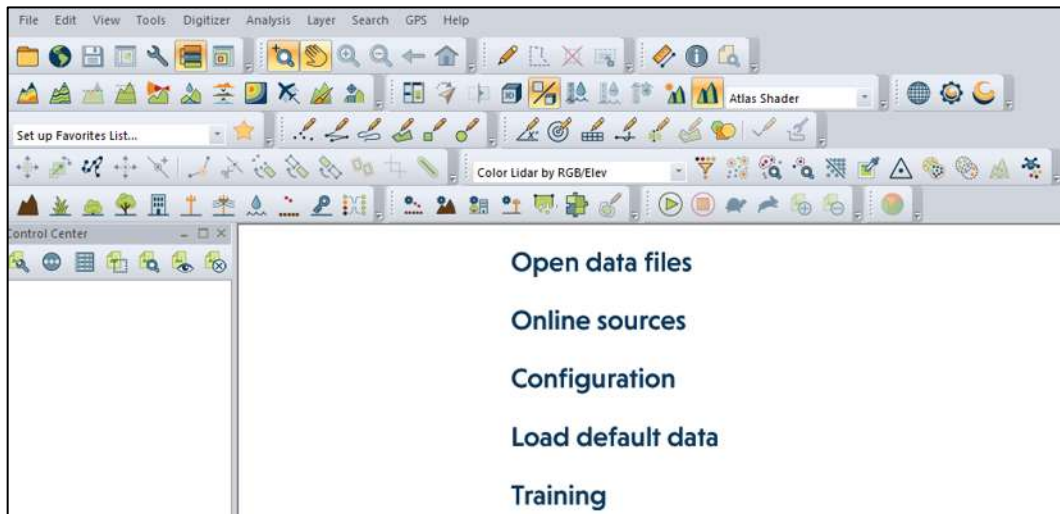 File Edit View Tools Digitizer Analysis Layer Search GPS Help
Atlas Shader
Set up Favorites List...
Color Lidar by RGB/Elev
Control Center
Open data files
Online sources
Configuration
Load default data
Training